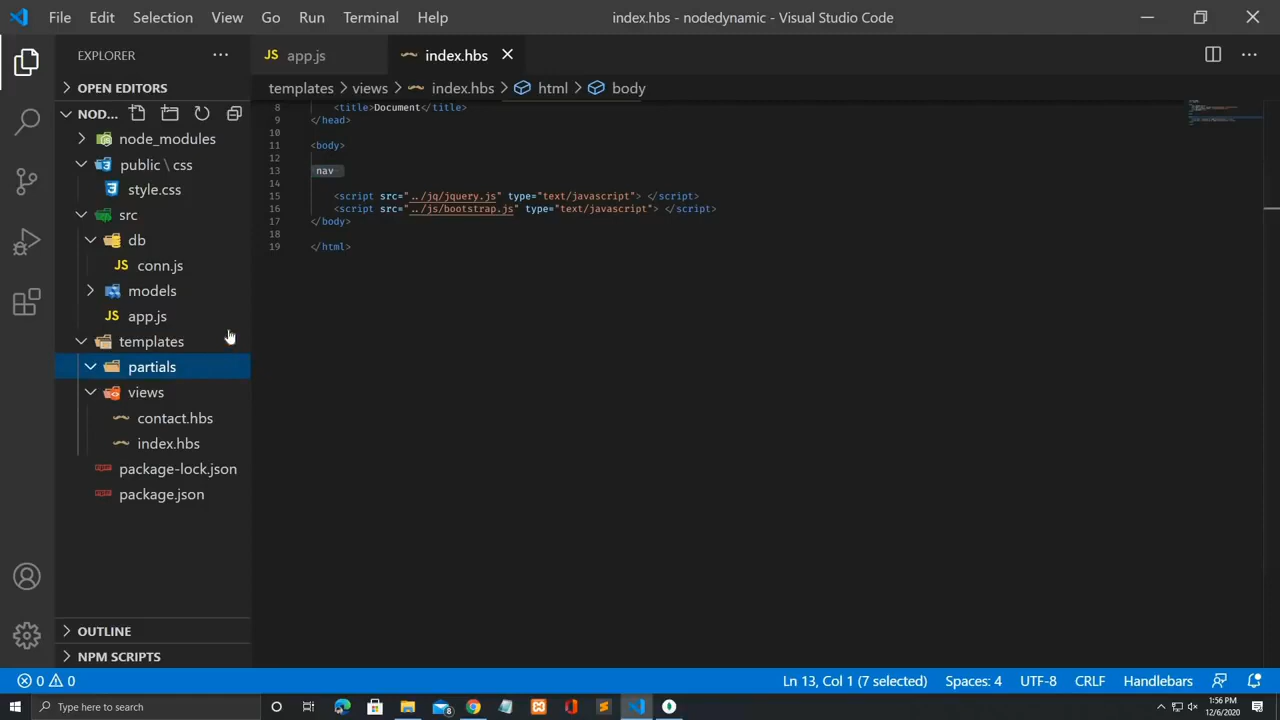 File Edit Selection View Go Run Terminal Help index.hbs - nodedynamic - Visual Studio Code
EXPLORER
JS app.js
index.hbs
OPEN EDITORS
templates > views > index.hbs > html > body
NOD...
node_modules
public \ css
style.css
src
db
JS conn.js
models
JS app.js
templates
partials
views
contact.hbs
index.hbs
package-lock.json
package.json
OUTLINE
NPM SCRIPTS
8 <title>Document</title>
9 </head>
10
11 <body>
12
13 nav
14
15 <script src="../jq/jquery.js" type="text/javascript"> </script>
16 <script src="../js/bootstrap.js" type="text/javascript"> </script>
17 </body>
18
19 </html>
0 0 Ln 13, Col 1 (7 selected) Spaces: 4 UTF-8 CRLF Handlebars
Type here to search
1:56 PM
12/6/2020